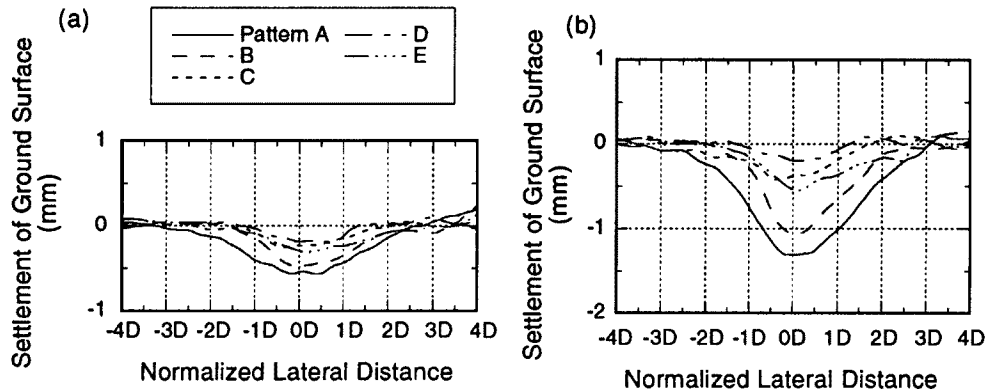 (a)
Pattern A
B
C
D
E
Settlement of Ground Surface
(mm)
1
0
-1
-4D -3D -2D -1D 0D 1D 2D 3D 4D
Normalized Lateral Distance
(b)
Settlement of Ground Surface
(mm)
1
0
-1
-2
-4D -3D -2D -1D 0D 1D 2D 3D 4D
Normalized Lateral Distance